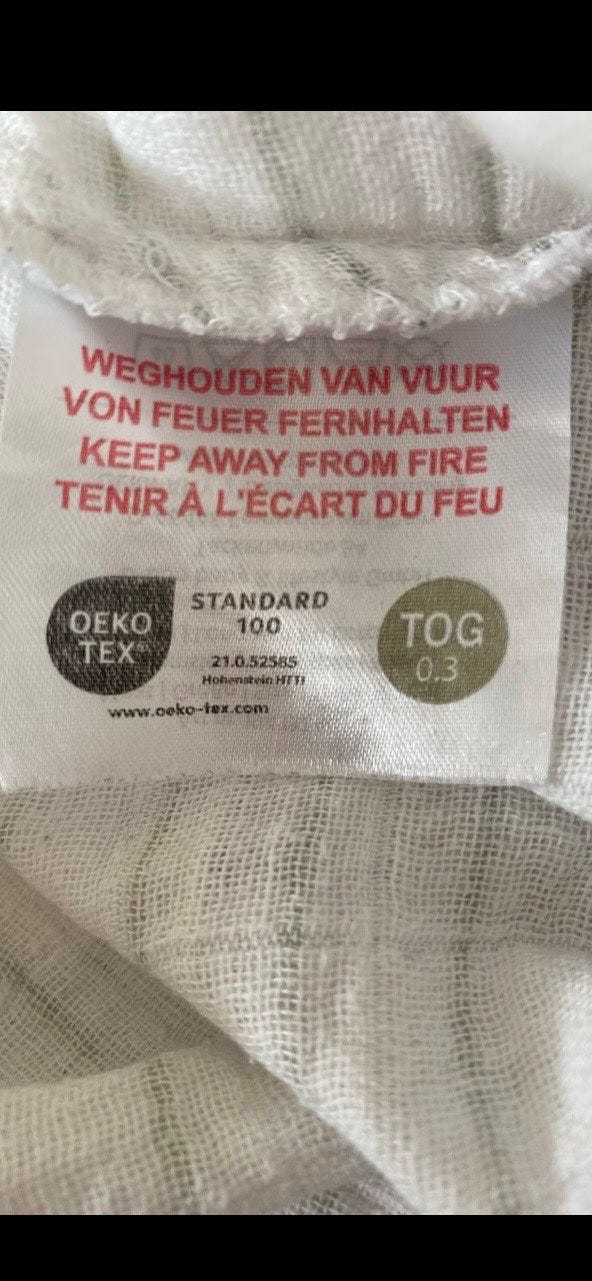 WEGHOUDEN VAN VUUR
VON FEUER FERNHALTEN
KEEP AWAY FROM FIRE
TENIR À L'ÉCART DU FEU
OEKO
TEX®
STANDARD
100
21.0.52585
Hohenstein HTTI
www.oeko-tex.com
TOG
0.3